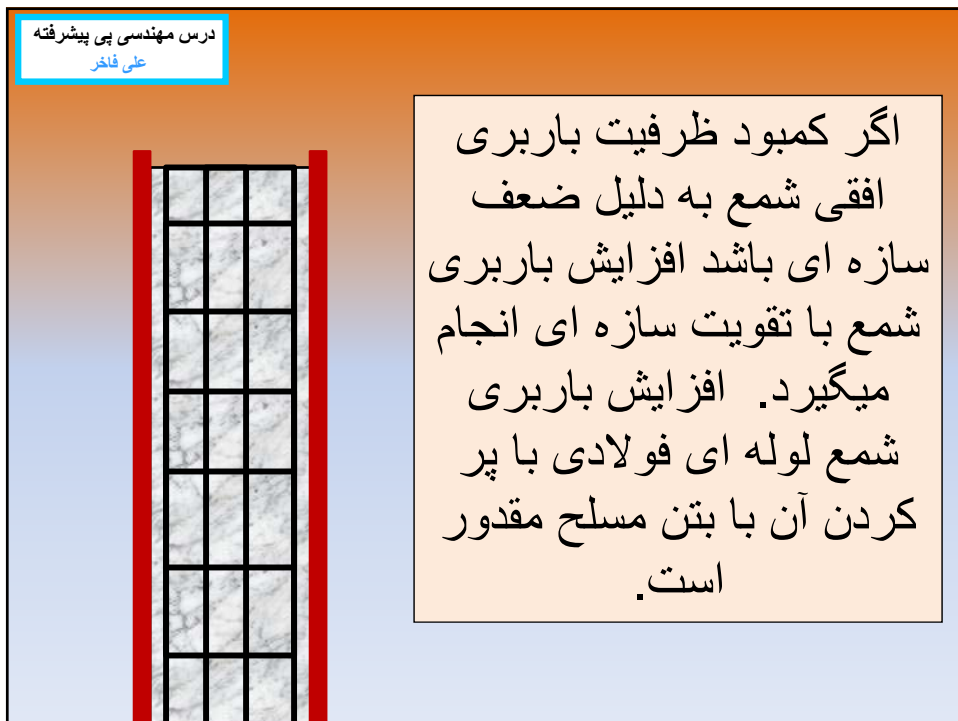 درس مهندسی پی پیشرفته
علی فاخر
اگر کمبود ظرفیت باربری
افقی شمع به دلیل ضعف
سازه ای باشد افزایش باربری
شمع با تقویت سازه ای انجام
میگیرد. افزایش باربری
شمع لوله ای فولادی با پر
کردن آن با بتن مسلح مقدور
است.